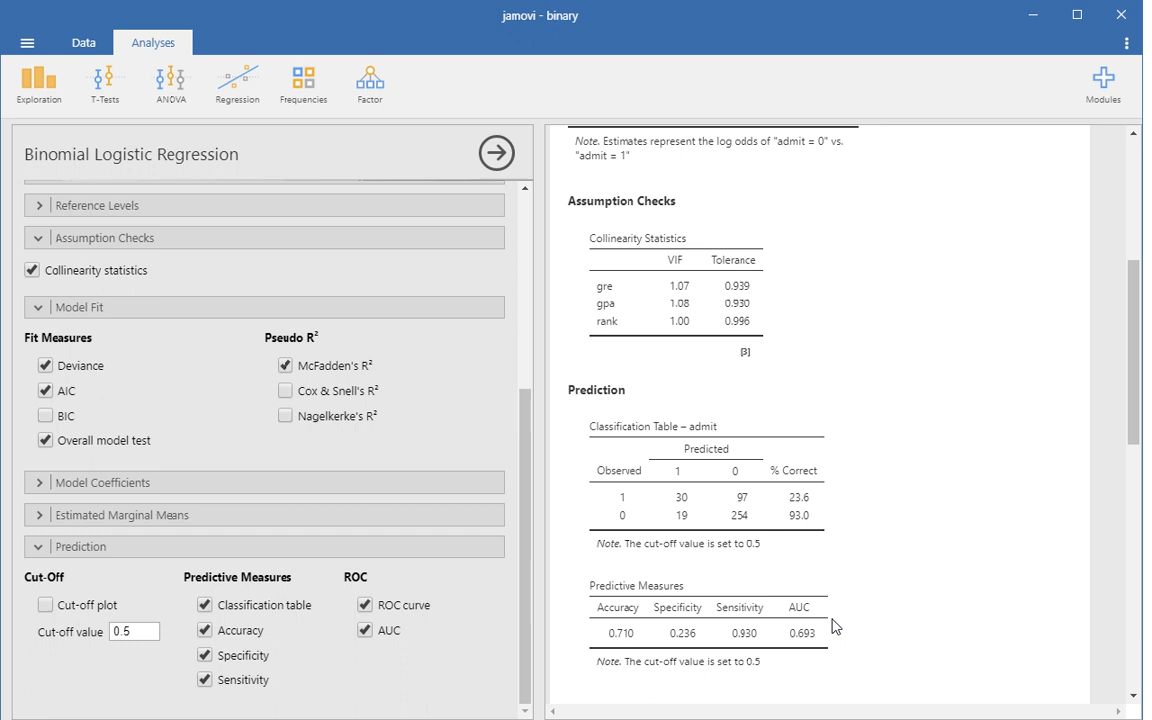 jamovi - binary
Data Analyses
Exploration T-Tests ANOVA Regression Frequencies Factor Modules
Binomial Logistic Regression
Reference Levels
Assumption Checks
Collinearity statistics
Model Fit
Fit Measures Pseudo R²
Deviance McFadden's R²
AIC Cox & Snell's R²
BIC Nagelkerke's R²
Overall model test
Model Coefficients
Estimated Marginal Means
Prediction
Cut-Off Predictive Measures ROC
Cut-off plot Classification table ROC curve
Cut-off value 0.5 Accuracy AUC
Specificity
Sensitivity
Note. Estimates represent the log odds of "admit = 0" vs.
"admit = 1"
Assumption Checks
Collinearity Statistics
VIF Tolerance
gre 1.07 0.939
gpa 1.08 0.930
rank 1.00 0.996
[3]
Prediction
Classification Table – admit
Predicted
Observed 1 0 % Correct
1 30 97 23.6
0 19 254 93.0
Note. The cut-off value is set to 0.5
Predictive Measures
Accuracy Specificity Sensitivity AUC
0.710 0.236 0.930 0.693
Note. The cut-off value is set to 0.5